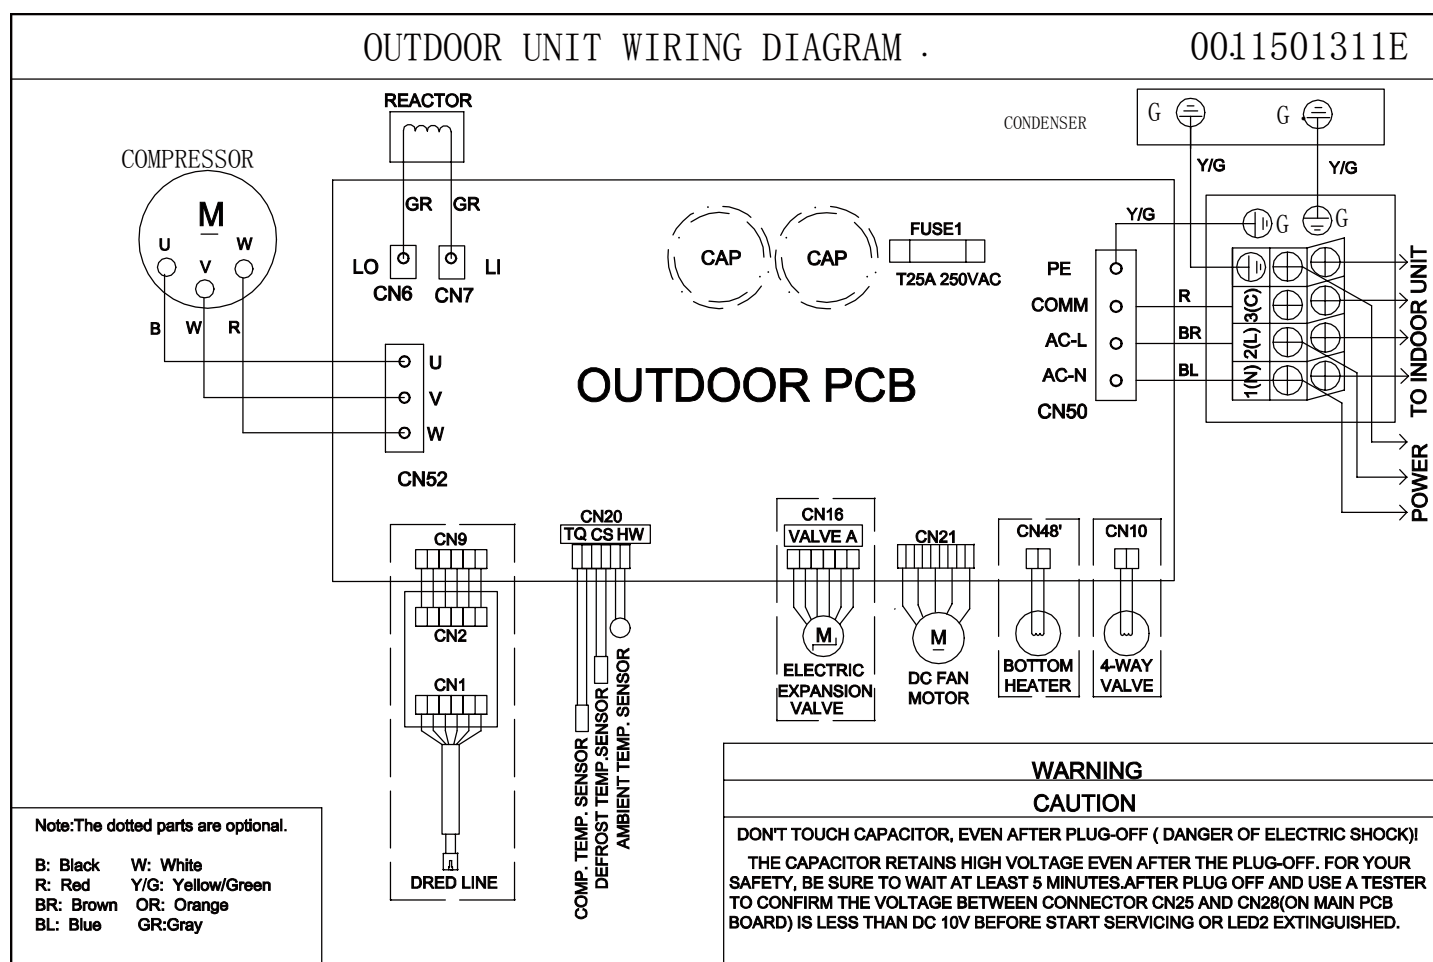 OUTDOOR UNIT WIRING DIAGRAM .
0011501311E
REACTOR
COMPRESSOR
M
U
V
W
B
W
R
GR
GR
LO
LI
CN6
CN7
U
V
W
CN52
CAP
CAP
FUSE1
T25A 250VAC
OUTDOOR PCB
CONDENSER
G
G
Y/G
Y/G
Y/G
G
G
PE
COMM
AC-L
AC-N
CN50
R
BR
BL
3(C)
2(L)
1(N)
TO INDOOR UNIT
POWER
CN9
CN2
CN1
DRED LINE
CN20
TQ CS HW
COMP. TEMP. SENSOR
DEFROST TEMP.SENSOR
AMBIENT TEMP. SENSOR
CN16
VALVE A
M
ELECTRIC
EXPANSION
VALVE
CN21
M
DC FAN
MOTOR
CN48'
BOTTOM
HEATER
CN10
4-WAY
VALVE
Note:The dotted parts are optional.
B: Black W: White
R: Red Y/G: Yellow/Green
BR: Brown OR: Orange
BL: Blue GR:Gray
WARNING
CAUTION
DON'T TOUCH CAPACITOR, EVEN AFTER PLUG-OFF ( DANGER OF ELECTRIC SHOCK)!
THE CAPACITOR RETAINS HIGH VOLTAGE EVEN AFTER THE PLUG-OFF. FOR YOUR
SAFETY, BE SURE TO WAIT AT LEAST 5 MINUTES.AFTER PLUG OFF AND USE A TESTER
TO CONFIRM THE VOLTAGE BETWEEN CONNECTOR CN25 AND CN28(ON MAIN PCB
BOARD) IS LESS THAN DC 10V BEFORE START SERVICING OR LED2 EXTINGUISHED.